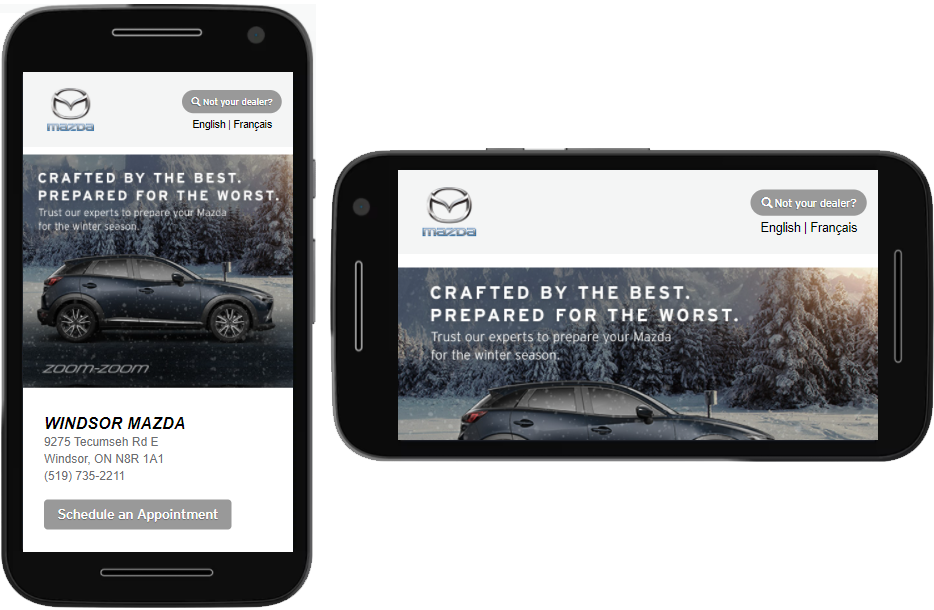 mazda
Not your dealer?
English | Français
CRAFTED BY THE BEST.
PREPARED FOR THE WORST.
Trust our experts to prepare your Mazda
for the winter season.
zoom-zoom
WINDSOR MAZDA
9275 Tecumseh Rd E
Windsor, ON N8R 1A1
(519) 735-2211
Schedule an Appointment
mazda
Not your dealer?
English | Français
CRAFTED BY THE BEST.
PREPARED FOR THE WORST.
Trust our experts to prepare your Mazda
for the winter season.